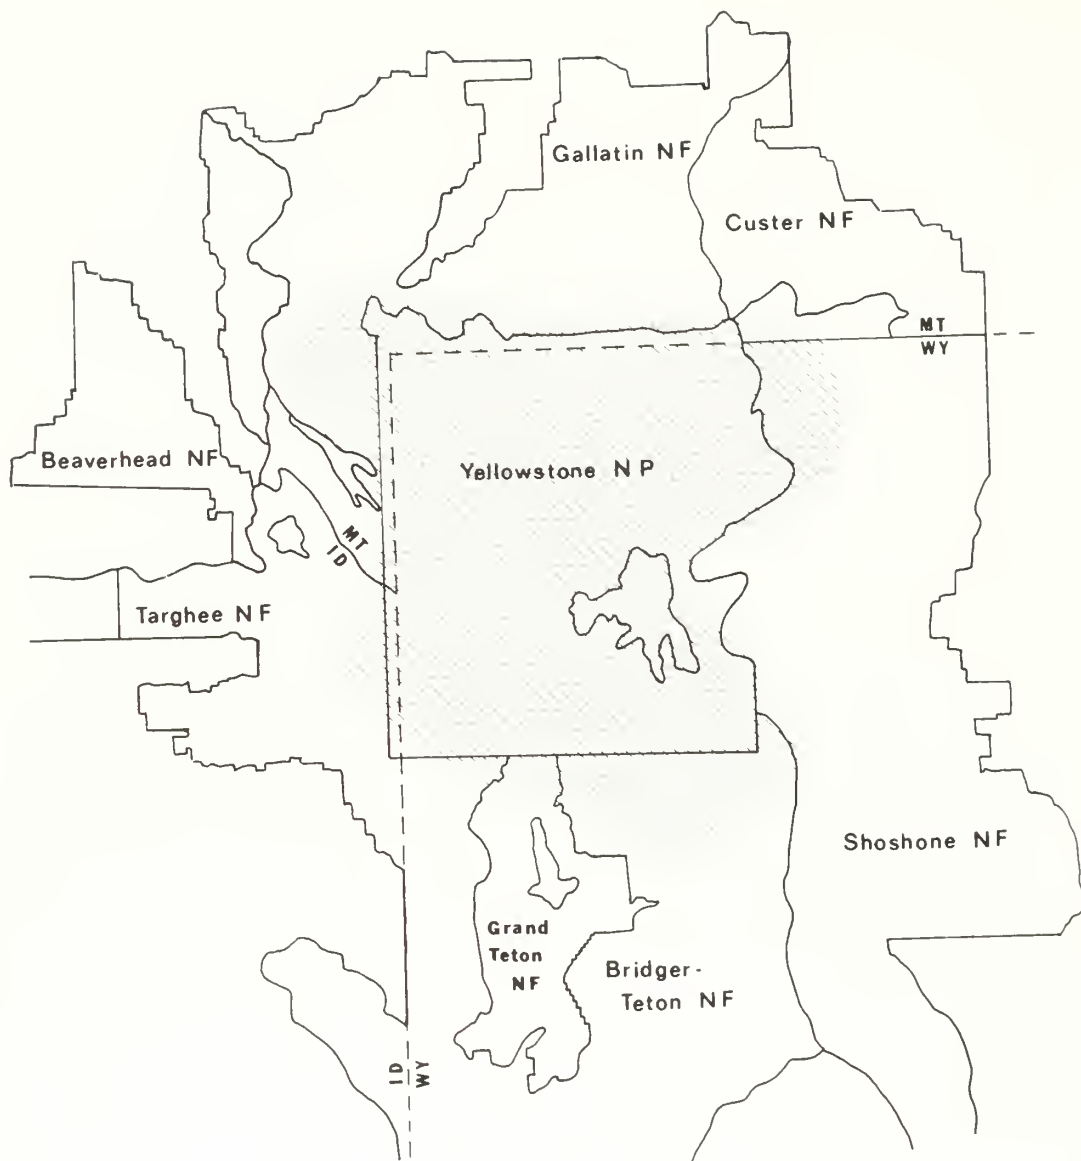 Gallatin NF
Custer NF
MT
WY
Beaverhead NF
Yellowstone NP
MT
ID
Targhee NF
Shoshone NF
Grand
Teton
NF
Bridger-
Teton NF
ID
WY